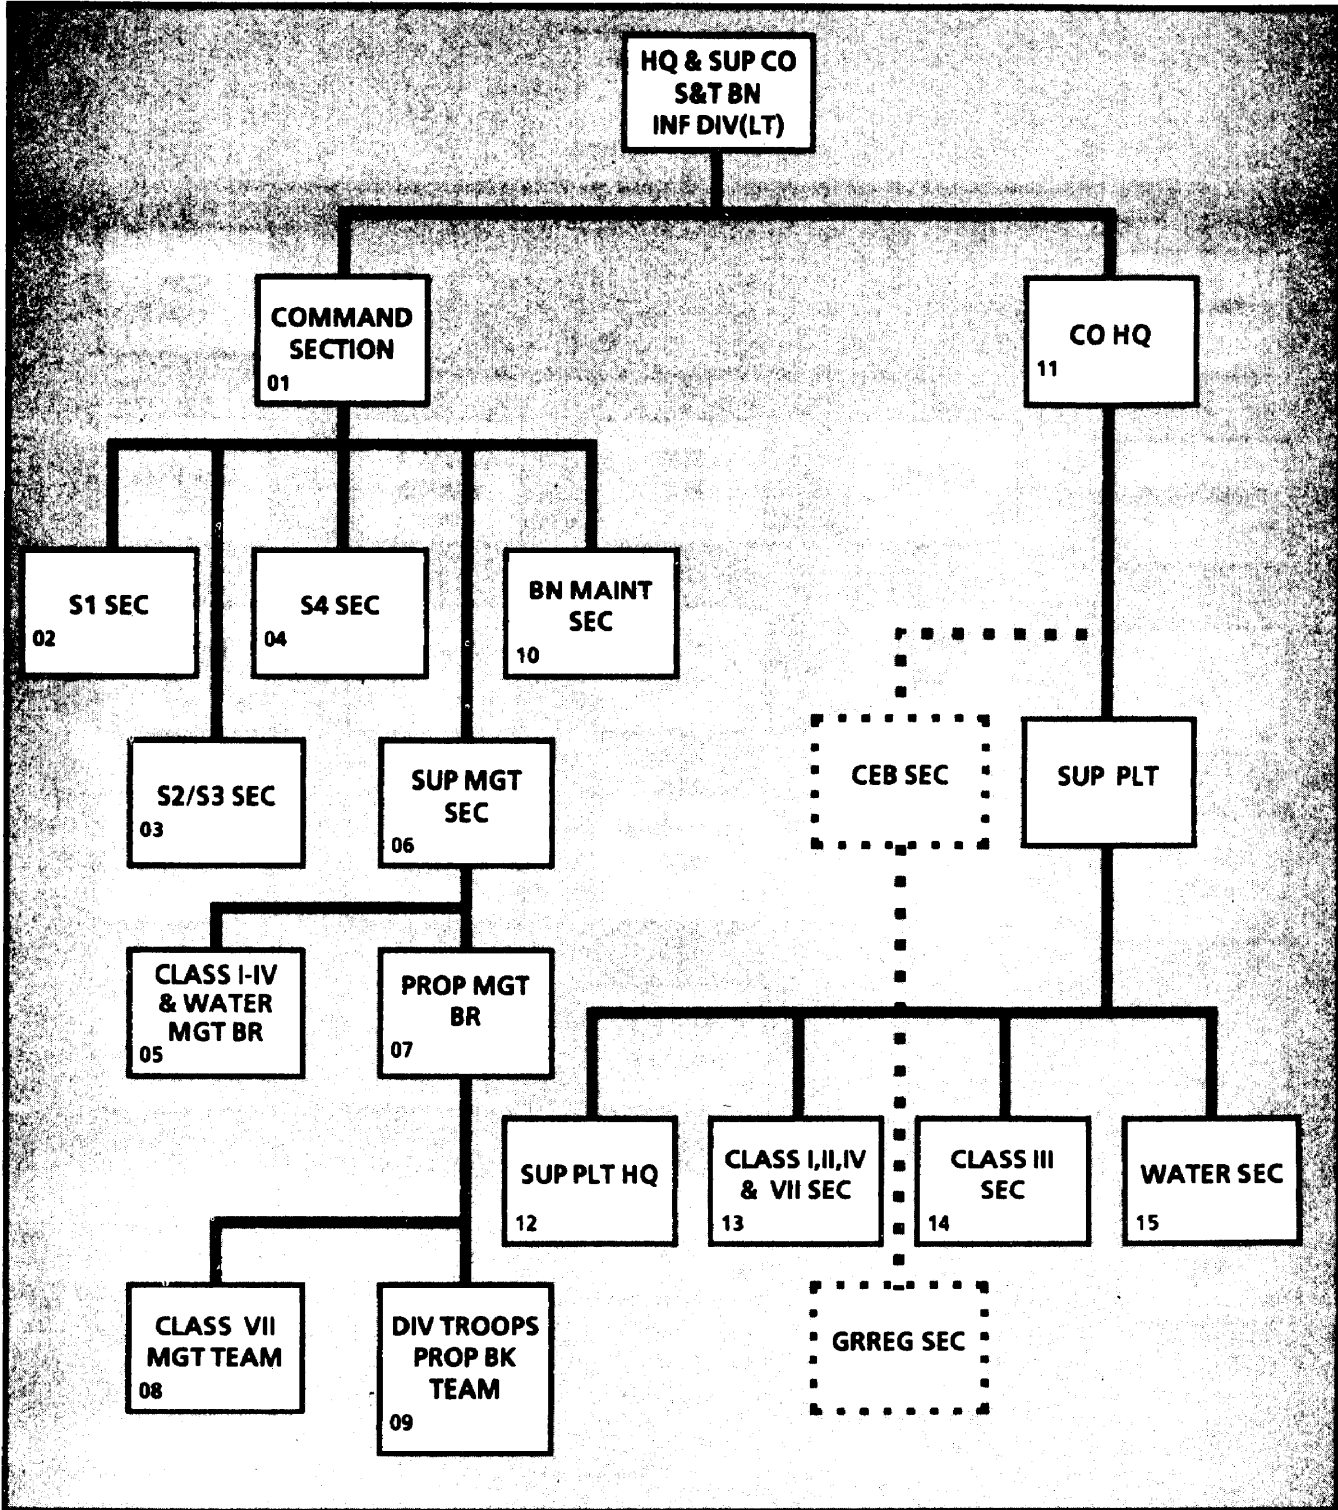 HQ & SUP CO
S&T BN
INF DIV(LT)
COMMAND
SECTION
01
CO HQ
11
S1 SEC
02
S4 SEC
04
BN MAINT
SEC
10
S2/S3 SEC
03
SUP MGT
SEC
06
CEB SEC
SUP PLT
CLASS I-IV
& WATER
MGT BR
05
PROP MGT
BR
07
SUP PLT HQ
12
CLASS I,II,IV
& VII SEC
13
CLASS III
SEC
14
WATER SEC
15
CLASS VII
MGT TEAM
08
DIV TROOPS
PROP BK
TEAM
09
GRREG SEC